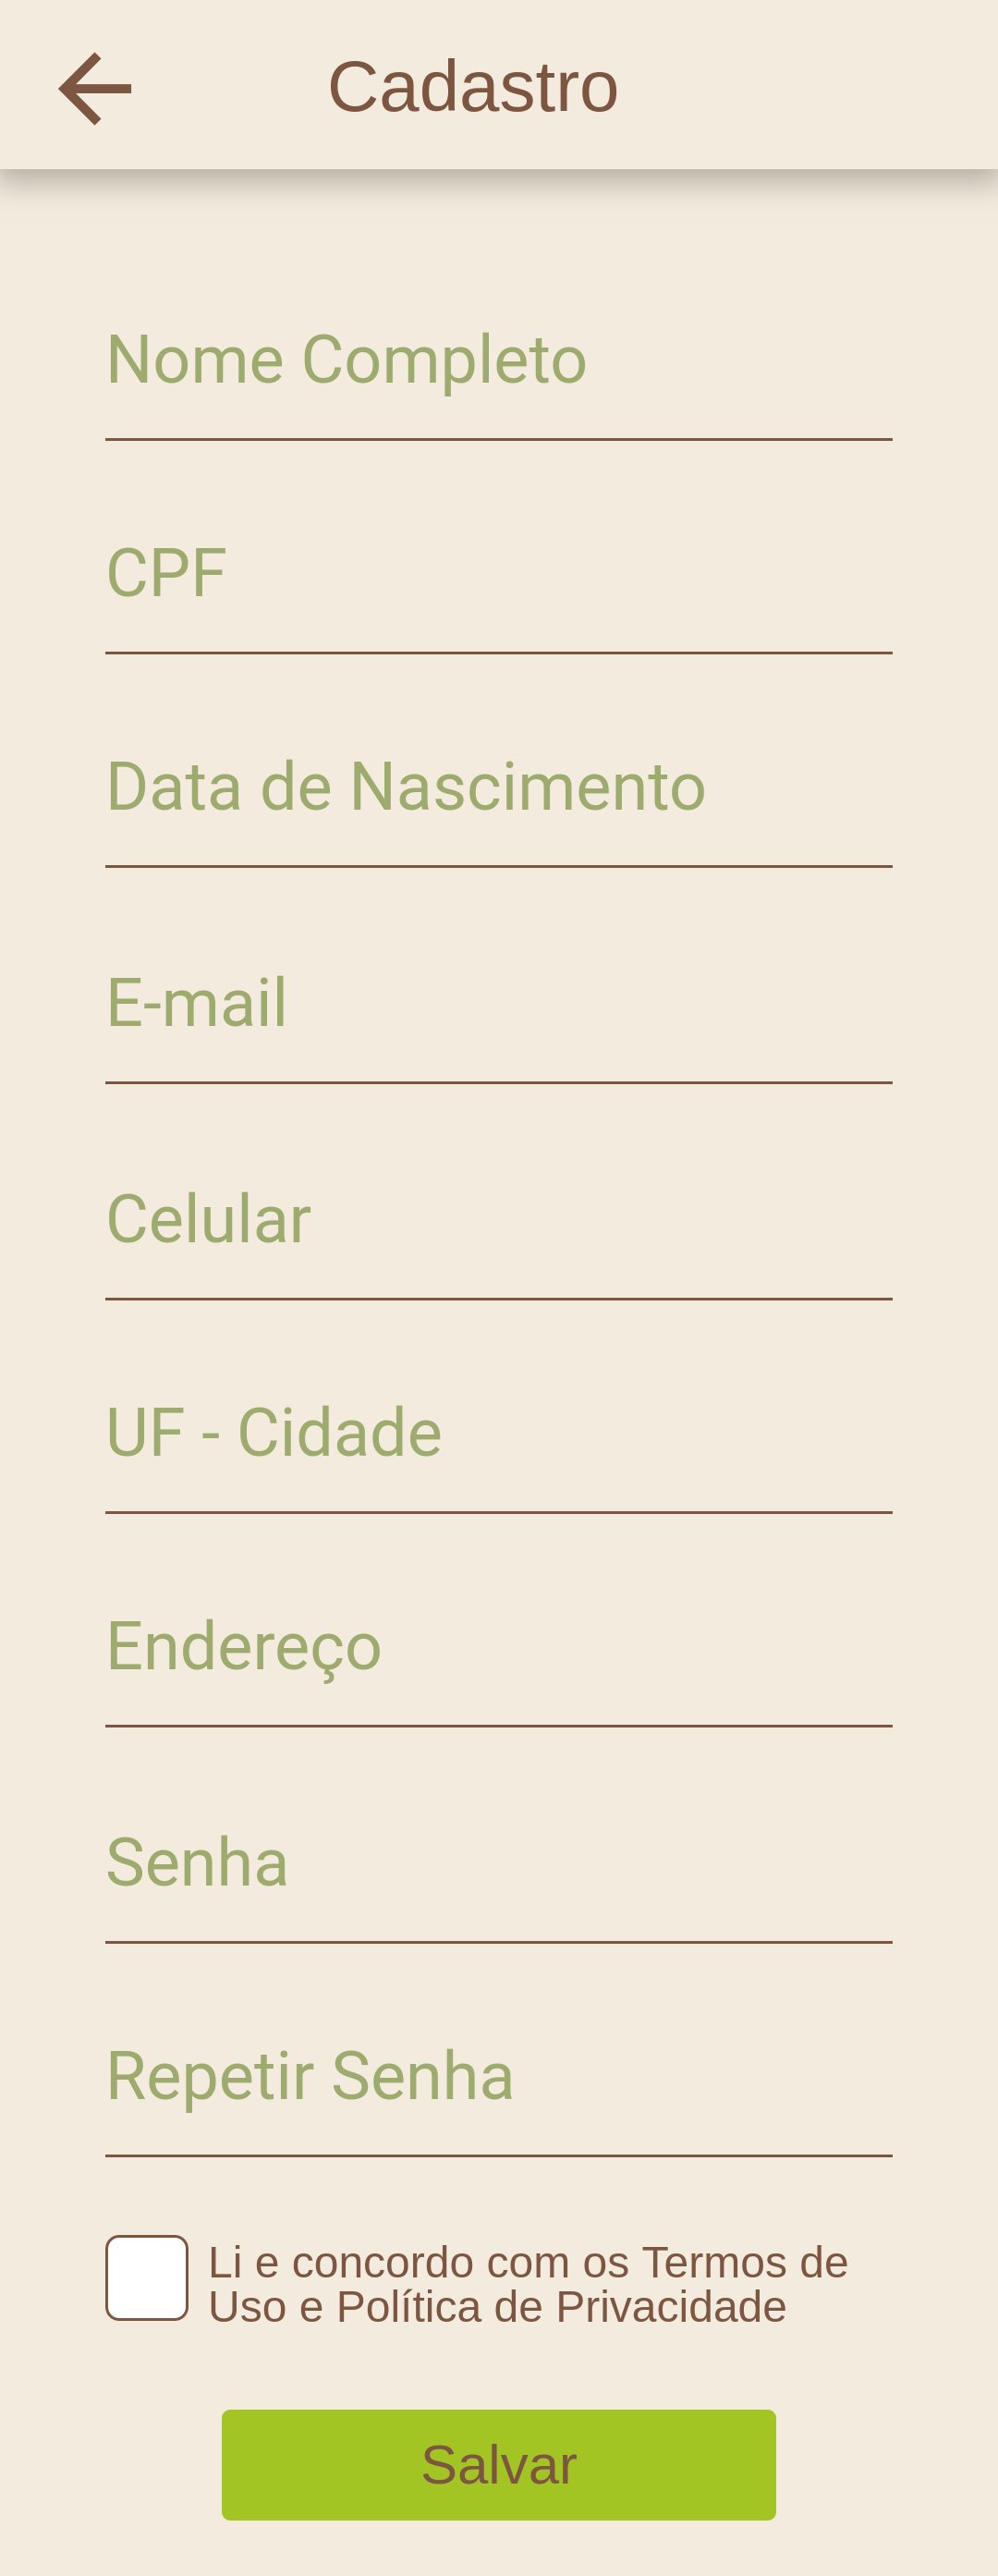 Cadastro
Nome Completo
CPF
Data de Nascimento
E-mail
Celular
UF - Cidade
Endereço
Senha
Repetir Senha
Li e concordo com os Termos de
Uso e Política de Privacidade
Salvar